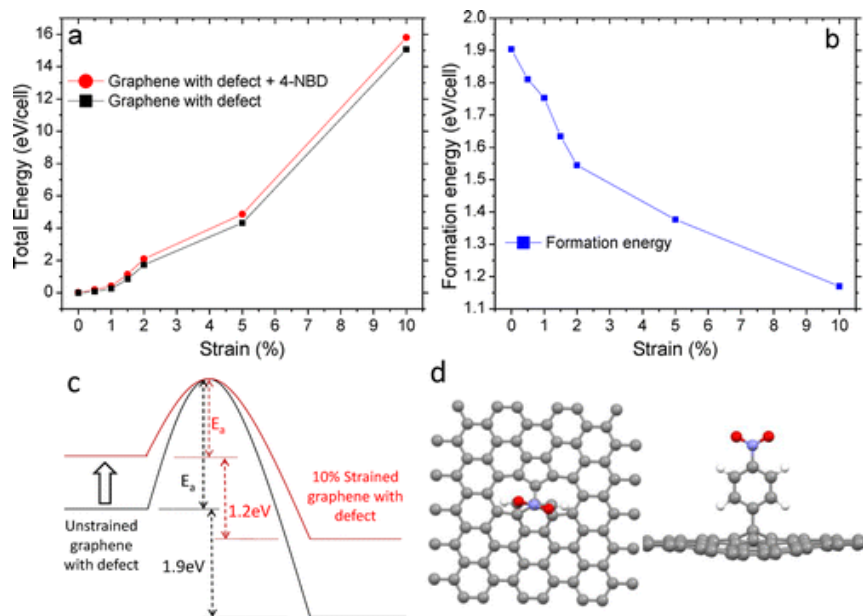 a
Total Energy (eV/cell)
16
14
12
10
8
6
4
2
0
Graphene with defect + 4-NBD
Graphene with defect
0 1 2 3 4 5 6 7 8 9 10
Strain (%)
b
Formation energy (eV/cell)
2.0
1.9
1.8
1.7
1.6
1.5
1.4
1.3
1.2
1.1
Formation energy
0 1 2 3 4 5 6 7 8 9 10
Strain (%)
c
Ea
Ea
Unstrained
graphene
with defect
1.2eV
1.9eV
10% Strained
graphene with
defect
d